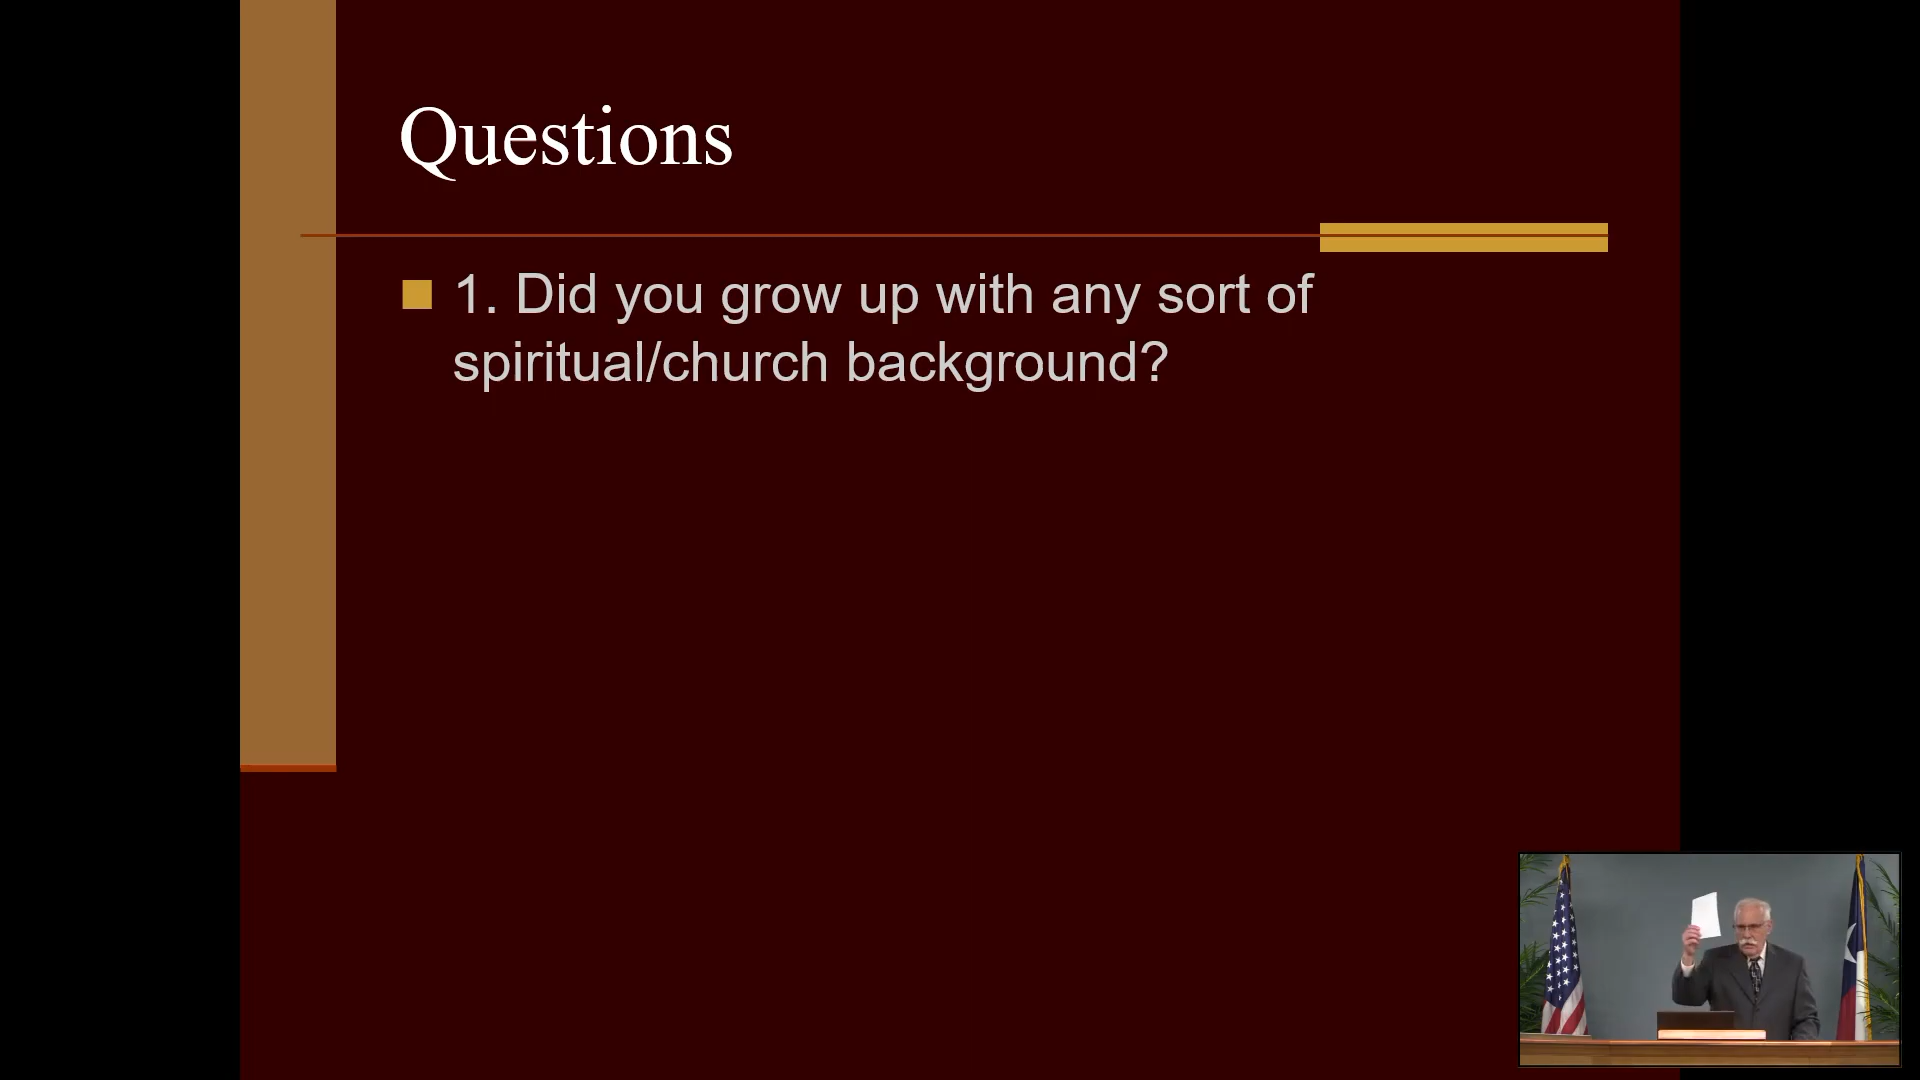 Questions
1. Did you grow up with any sort of
spiritual/church background?